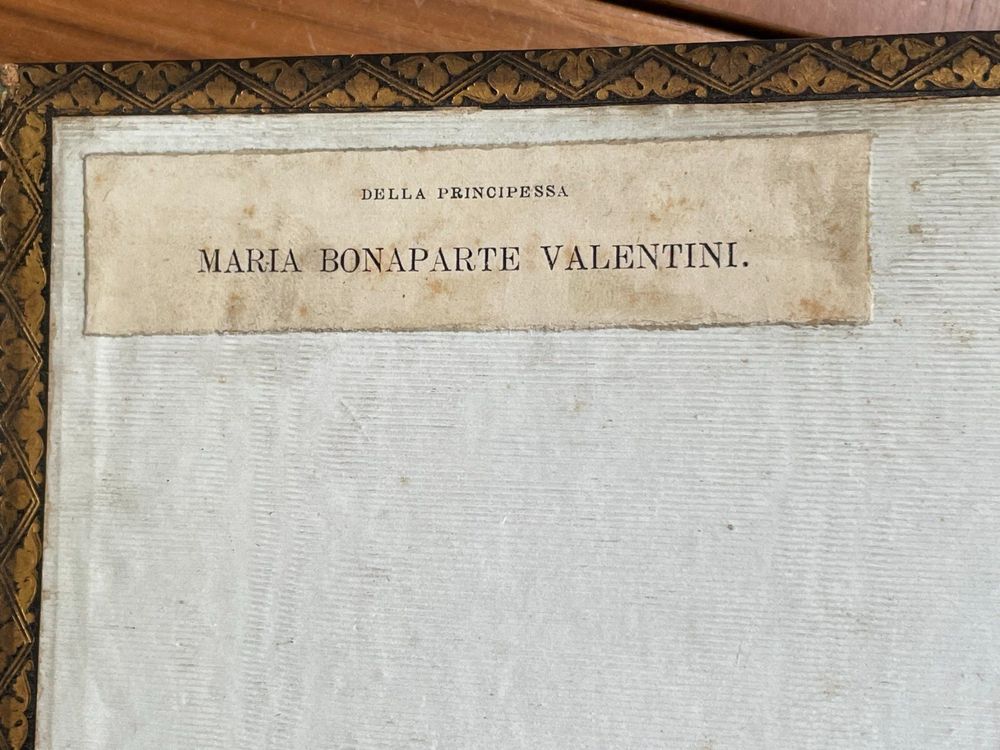 DELLA PRINCIPESSA
MARIA BONAPARTE VALENTINI.